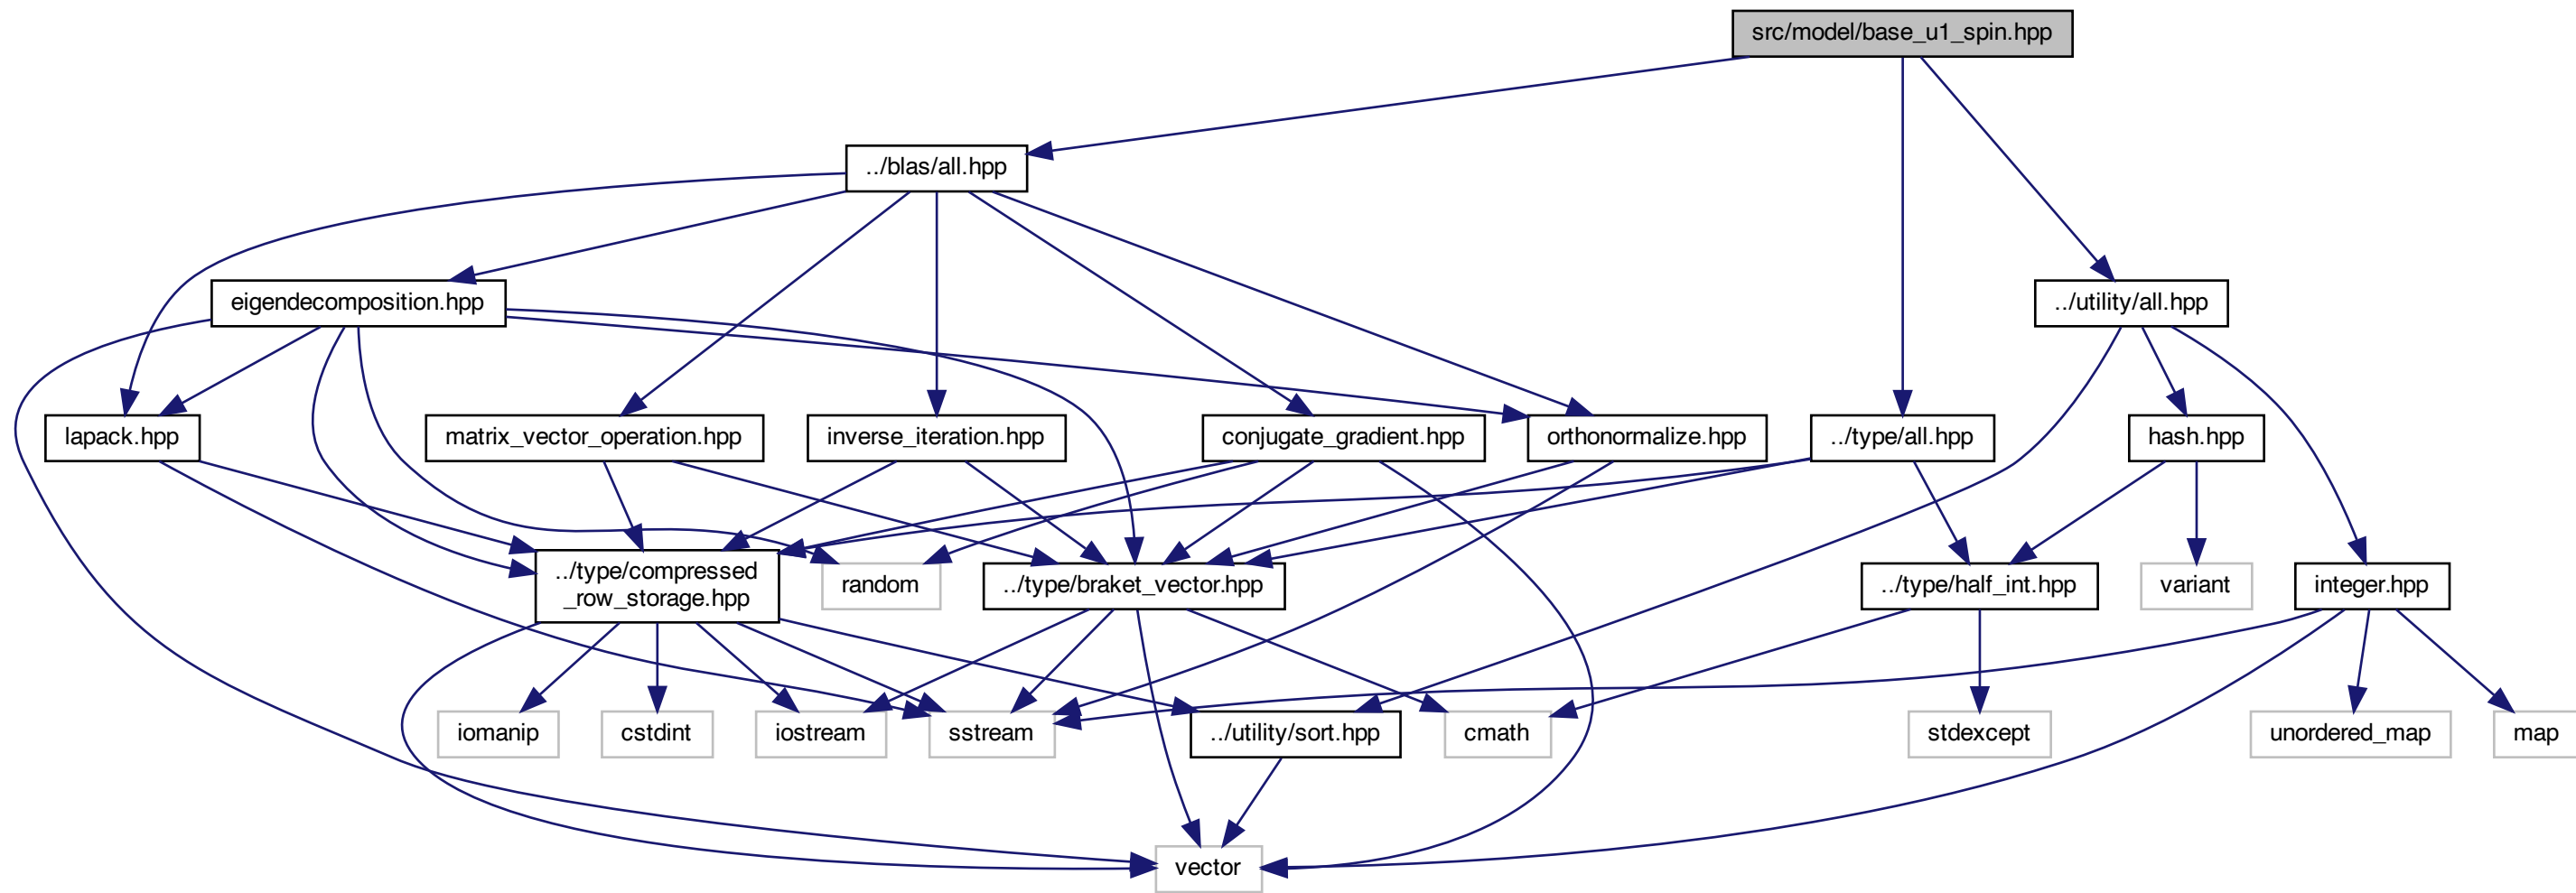 src/model/base_u1_spin.hpp
../blas/all.hpp
eigendecomposition.hpp
../utility/all.hpp
lapack.hpp
matrix_vector_operation.hpp
inverse_iteration.hpp
conjugate_gradient.hpp
orthonormalize.hpp
../type/all.hpp
hash.hpp
../type/compressed
_row_storage.hpp
random
../type/braket_vector.hpp
../type/half_int.hpp
variant
integer.hpp
iomanip
cstdint
iostream
sstream
../utility/sort.hpp
cmath
stdexcept
unordered_map
map
vector